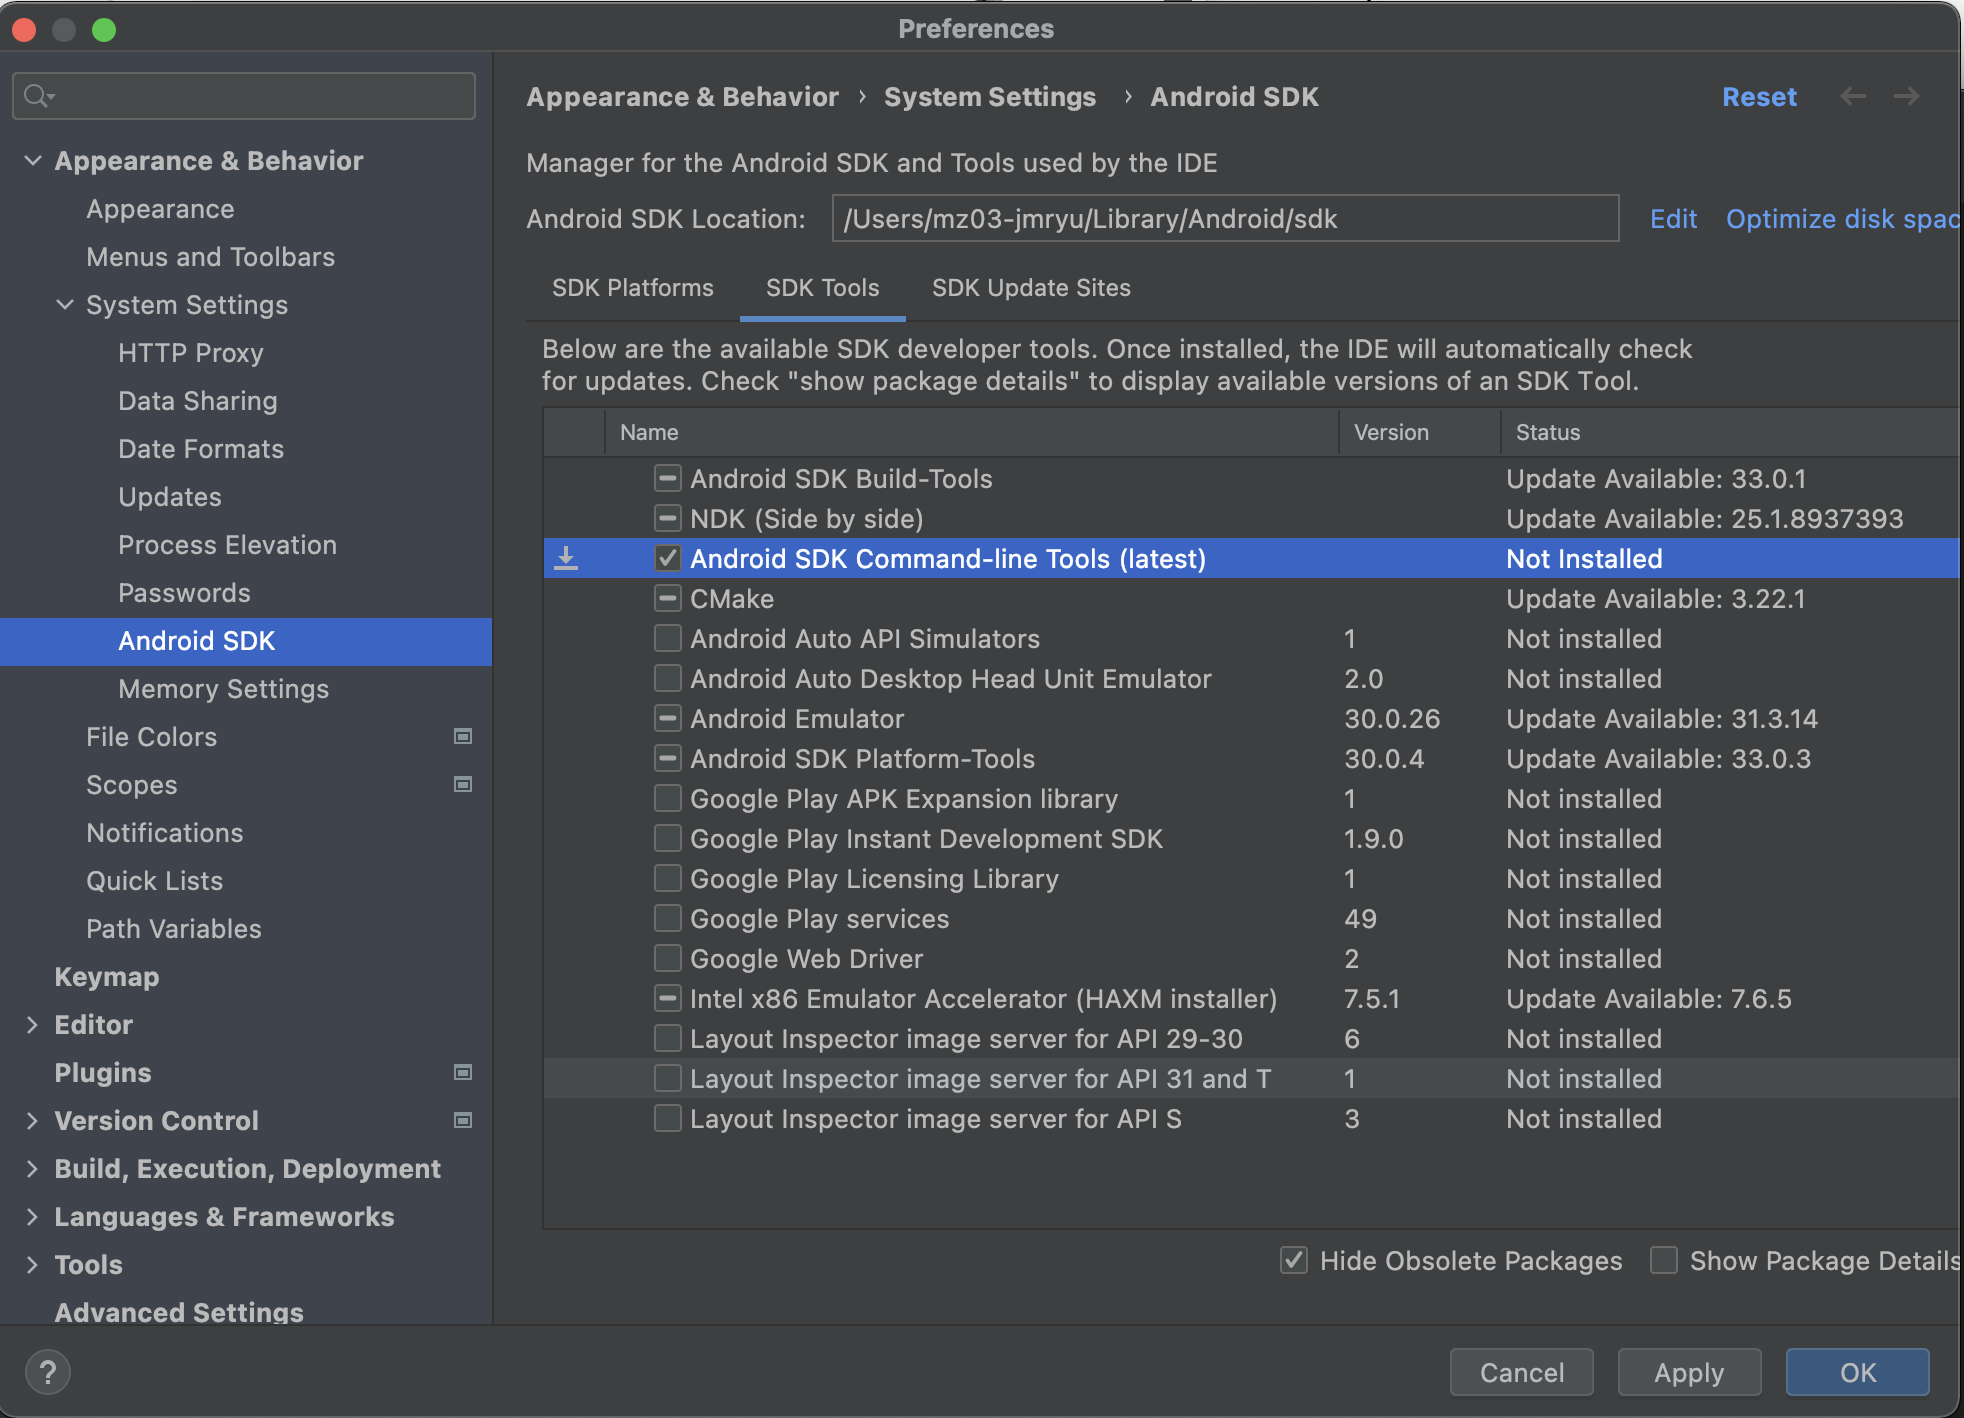 Preferences
Appearance & Behavior
Appearance
Menus and Toolbars
System Settings
HTTP Proxy
Data Sharing
Date Formats
Updates
Process Elevation
Passwords
Android SDK
Memory Settings
File Colors
Scopes
Notifications
Quick Lists
Path Variables
Keymap
Editor
Plugins
Version Control
Build, Execution, Deployment
Languages & Frameworks
Tools
Advanced Settings
Appearance & Behavior › System Settings › Android SDK Reset
Manager for the Android SDK and Tools used by the IDE
Android SDK Location: /Users/mz03-jmryu/Library/Android/sdk Edit Optimize disk spac
SDK Platforms SDK Tools SDK Update Sites
Below are the available SDK developer tools. Once installed, the IDE will automatically check
for updates. Check "show package details" to display available versions of an SDK Tool.
Name Version Status
Android SDK Build-Tools Update Available: 33.0.1
NDK (Side by side) Update Available: 25.1.8937393
Android SDK Command-line Tools (latest) Not Installed
CMake Update Available: 3.22.1
Android Auto API Simulators 1 Not installed
Android Auto Desktop Head Unit Emulator 2.0 Not installed
Android Emulator 30.0.26 Update Available: 31.3.14
Android SDK Platform-Tools 30.0.4 Update Available: 33.0.3
Google Play APK Expansion library 1 Not installed
Google Play Instant Development SDK 1.9.0 Not installed
Google Play Licensing Library 1 Not installed
Google Play services 49 Not installed
Google Web Driver 2 Not installed
Intel x86 Emulator Accelerator (HAXM installer) 7.5.1 Update Available: 7.6.5
Layout Inspector image server for API 29-30 6 Not installed
Layout Inspector image server for API 31 and T 1 Not installed
Layout Inspector image server for API S 3 Not installed
Hide Obsolete Packages Show Package Details
? Cancel Apply OK